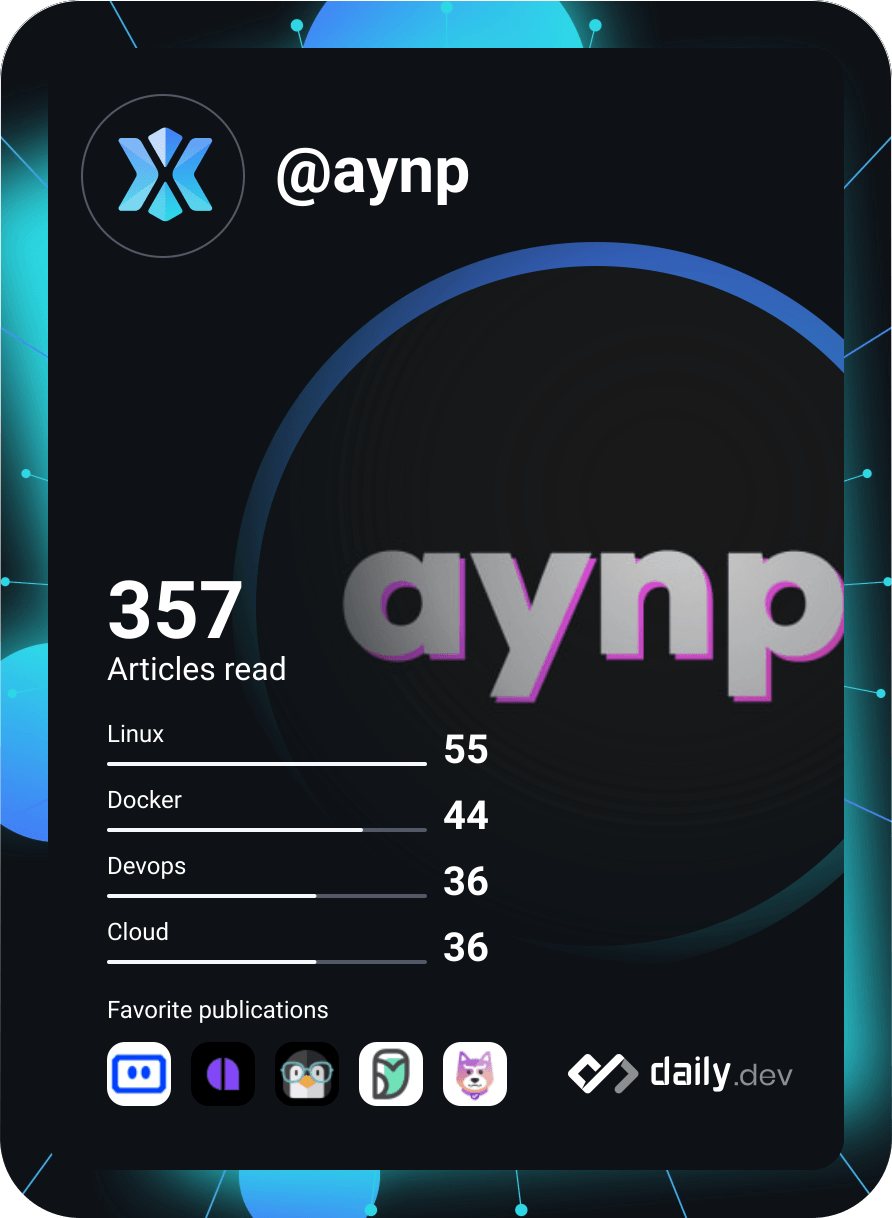 @aynp
aynp
357
Articles read
Linux
55
Docker
44
Devops
36
Cloud
36
Favorite publications
daily.dev